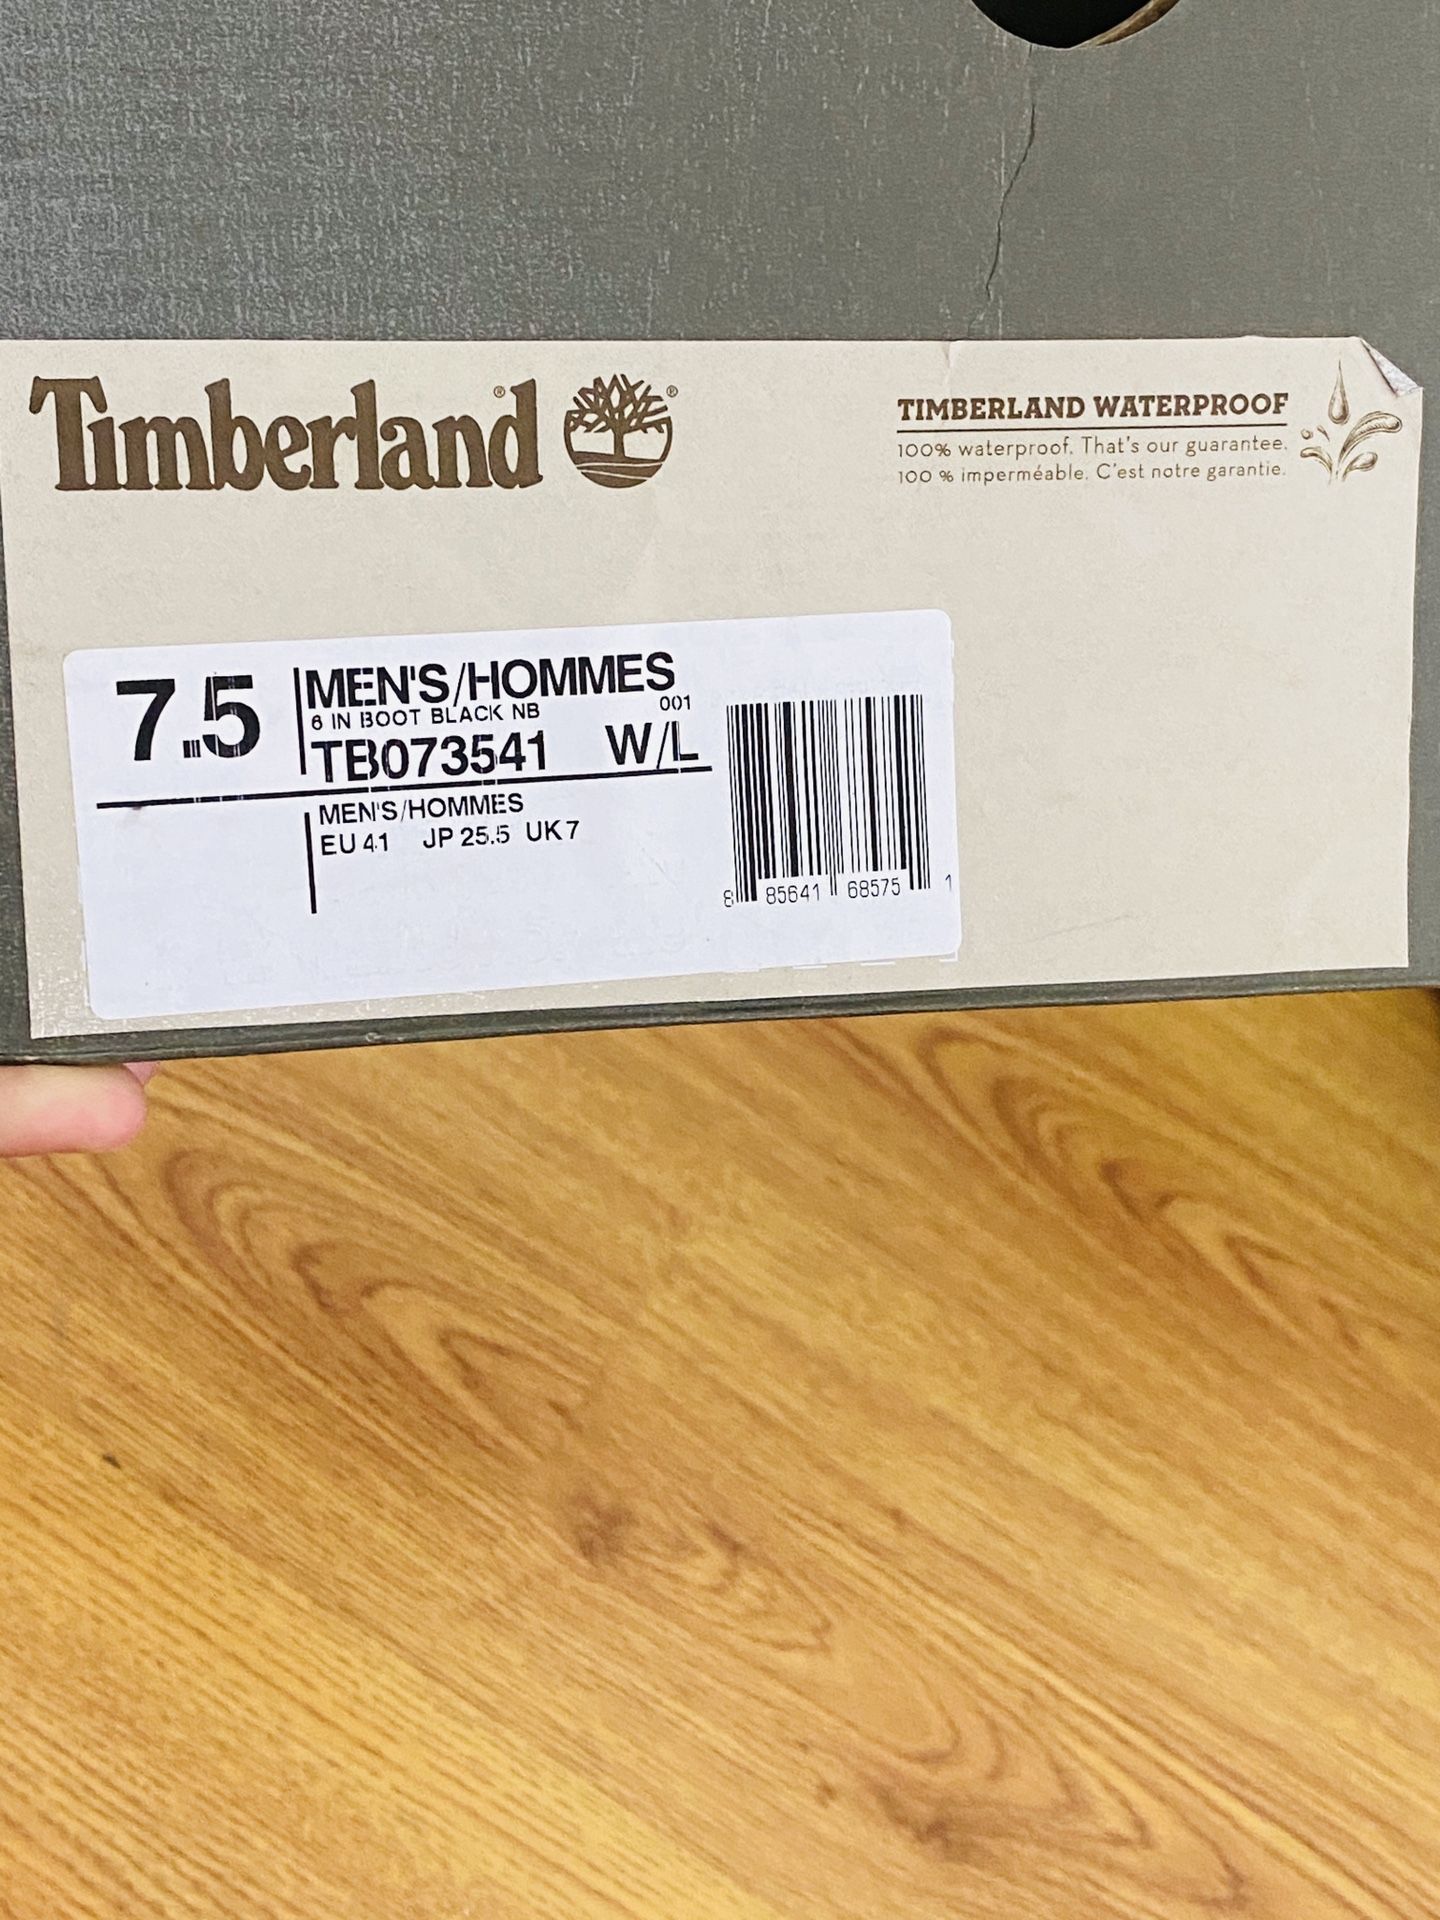 Timberland® ®
TIMBERLAND WATERPROOF
100% waterproof. That's our guarantee.
100 % imperméable. C'est notre garantie.
7.5
MEN'S/HOMMES
6 IN BOOT BLACK NB 001
TB073541 W/L
MEN'S/HOMMES
EU 41 JP 25.5 UK 7
8 85641 68575 1